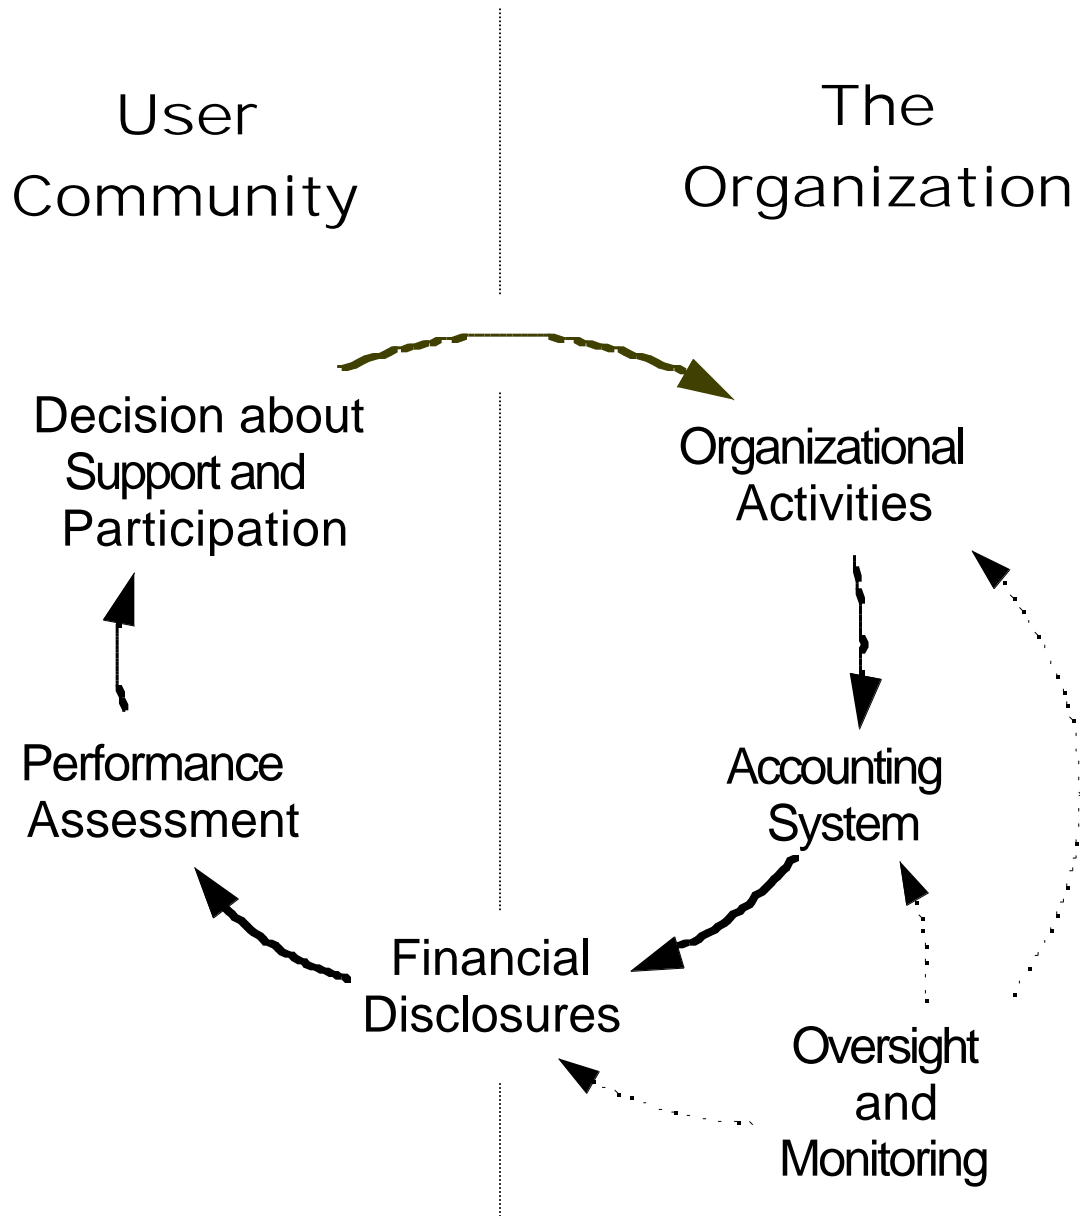 User
Community
The
Organization
Decision about
Support and
Participation
Organizational
Activities
Performance
Assessment
Accounting
System
Financial
Disclosures
Oversight
and
Monitoring